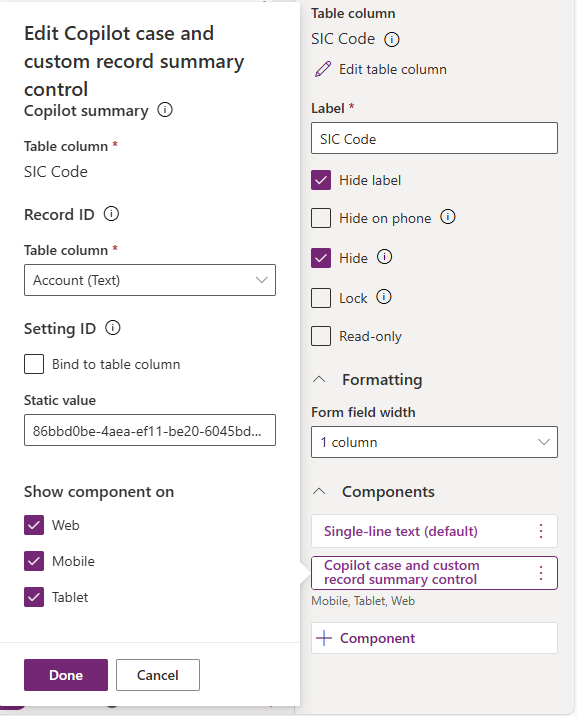 Edit Copilot case and
custom record summary
control
Copilot summary
Table column *
SIC Code
Record ID
Table column *
Account (Text)
Setting ID
Bind to table column
Static value
86bbd0be-4aea-ef11-be20-6045bd...
Show component on
Web
Mobile
Tablet
Done
Cancel
Table column
SIC Code
Edit table column
Label *
SIC Code
Hide label
Hide on phone
Hide
Lock
Read-only
Formatting
Form field width
1 column
Components
Single-line text (default)
Copilot case and custom
record summary control
Mobile, Tablet, Web
Component